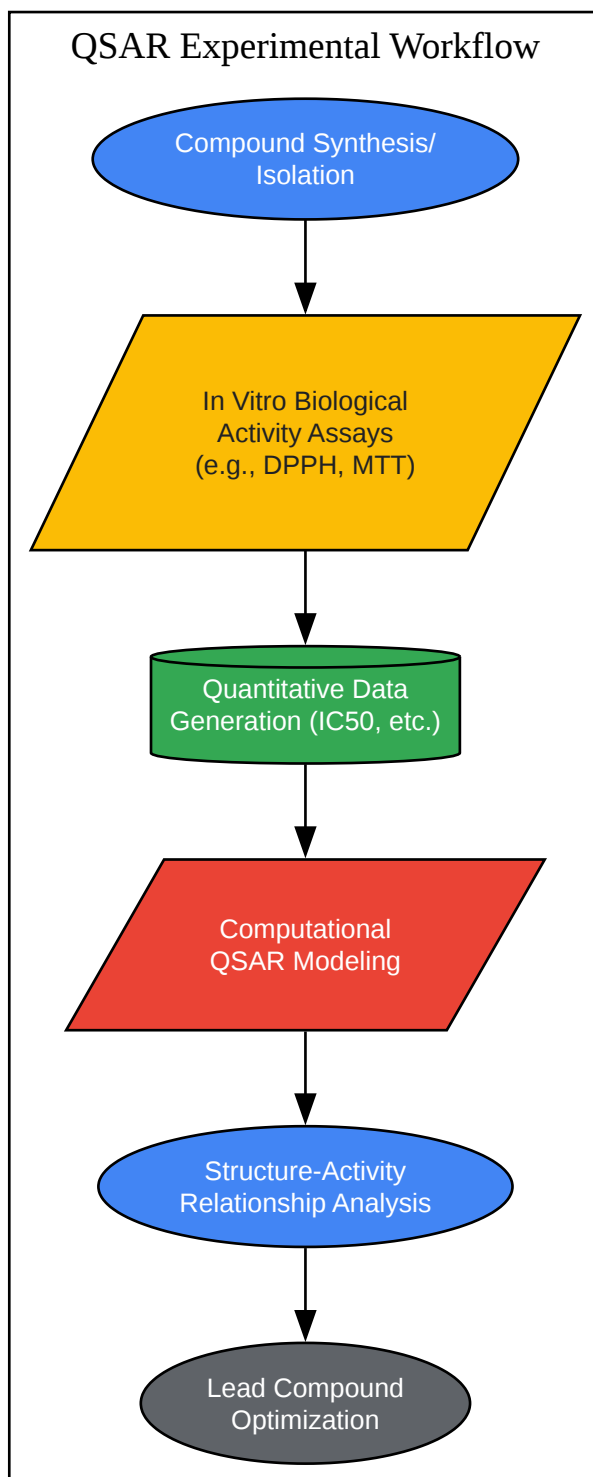 QSAR Experimental Workflow
Compound Synthesis/
Isolation
In Vitro Biological
Activity Assays
(e.g., DPPH, MTT)
Quantitative Data
Generation (IC50, etc.)
Computational
QSAR Modeling
Structure-Activity
Relationship Analysis
Lead Compound
Optimization